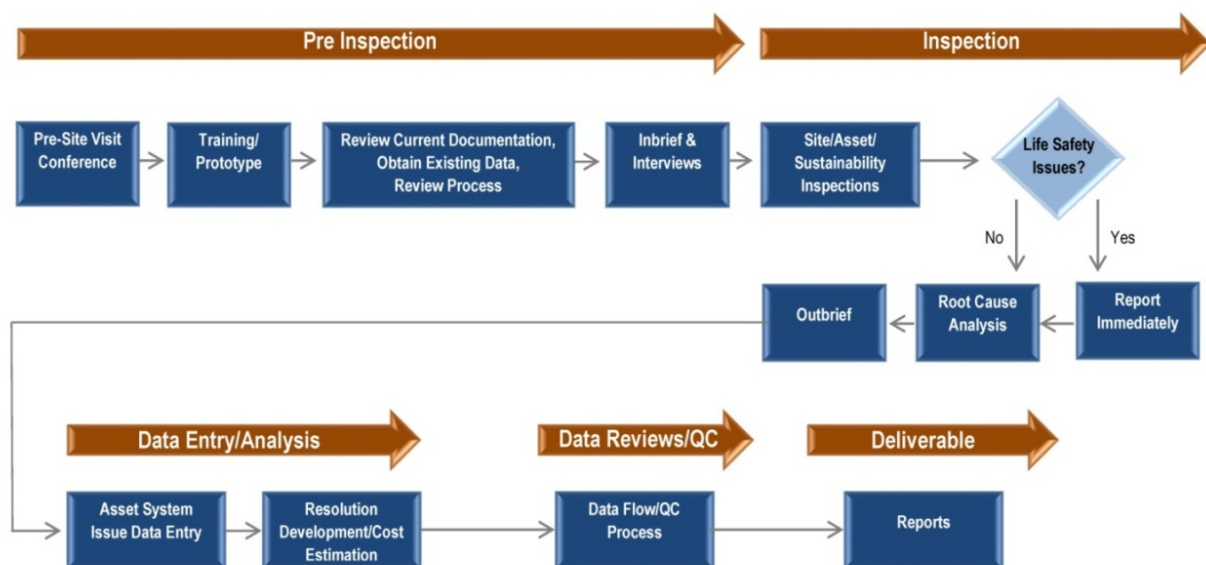 Pre Inspection
Inspection
Pre-Site Visit
Conference
Training/
Prototype
Review Current Documentation,
Obtain Existing Data,
Review Process
Inbrief &
Interviews
Site/Asset/
Sustainability
Inspections
Life Safety
Issues?
No
Yes
Outbrief
Root Cause
Analysis
Report
Immediately
Data Entry/Analysis
Data Reviews/QC
Deliverable
Asset System
Issue Data Entry
Resolution
Development/Cost
Estimation
Data Flow/QC
Process
Reports